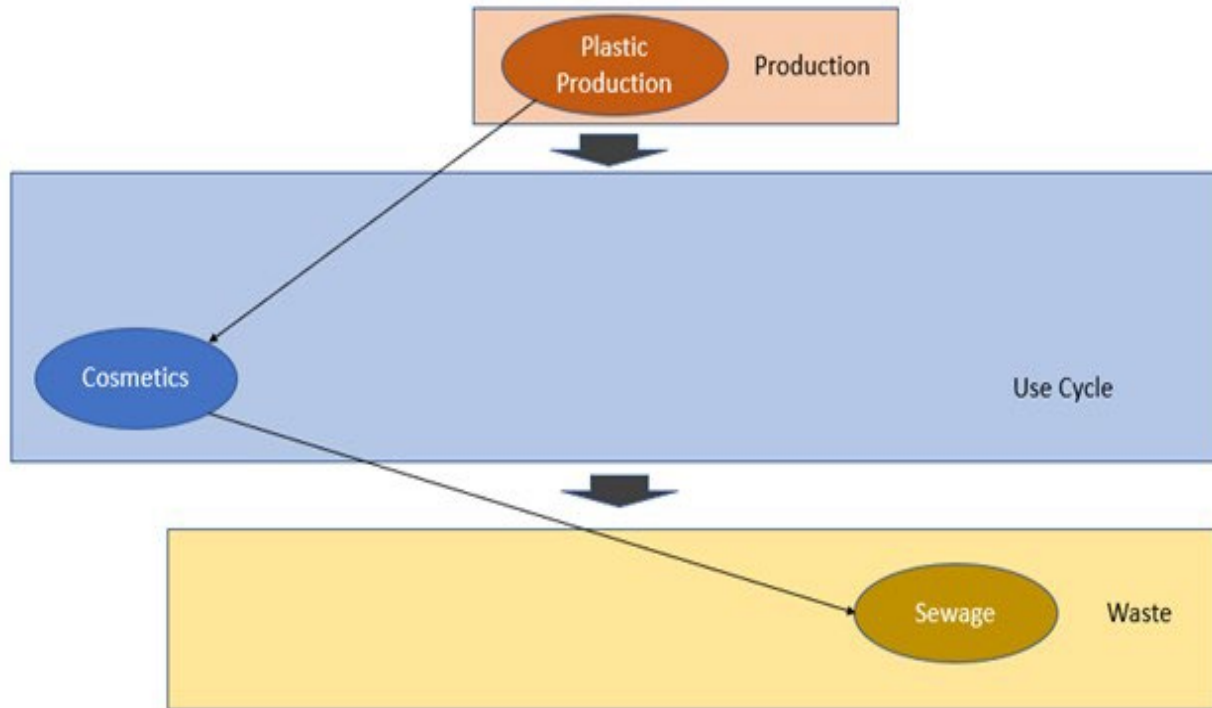 Plastic
Production
Production
Cosmetics
Use Cycle
Sewage
Waste